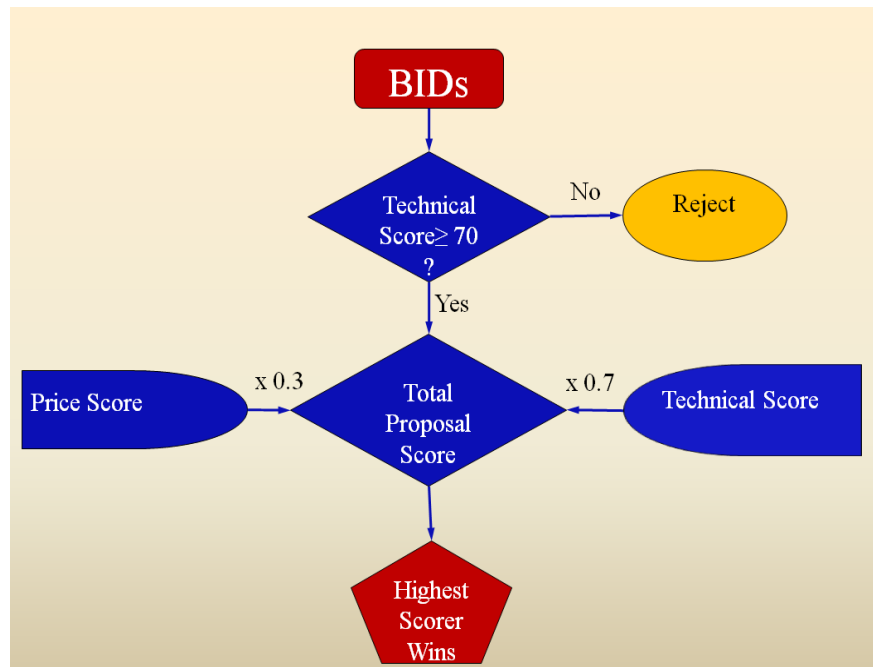 BIDs
Technical
Score≥ 70
?
No
Reject
Yes
Price Score
x 0.3
Total
Proposal
Score
x 0.7
Technical Score
Highest
Scorer
Wins